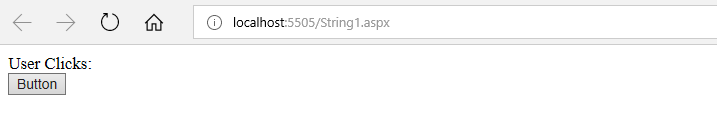 localhost:5505/String1.aspx
User Clicks:
Button